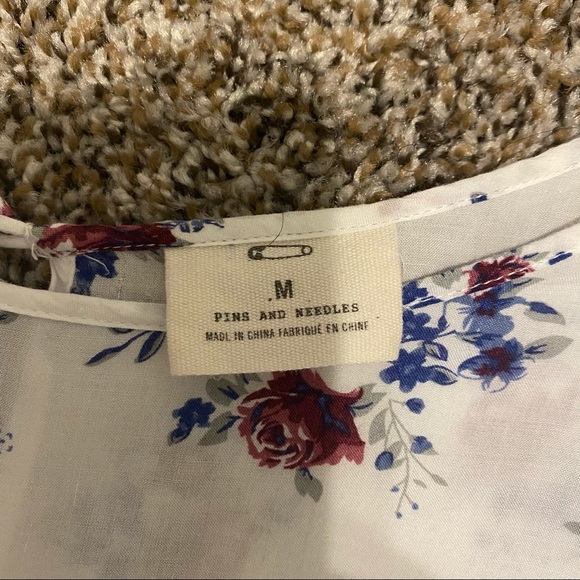 .M
PINS AND NEEDLES
MADE IN CHINA FABRIQUÉ EN CHINE